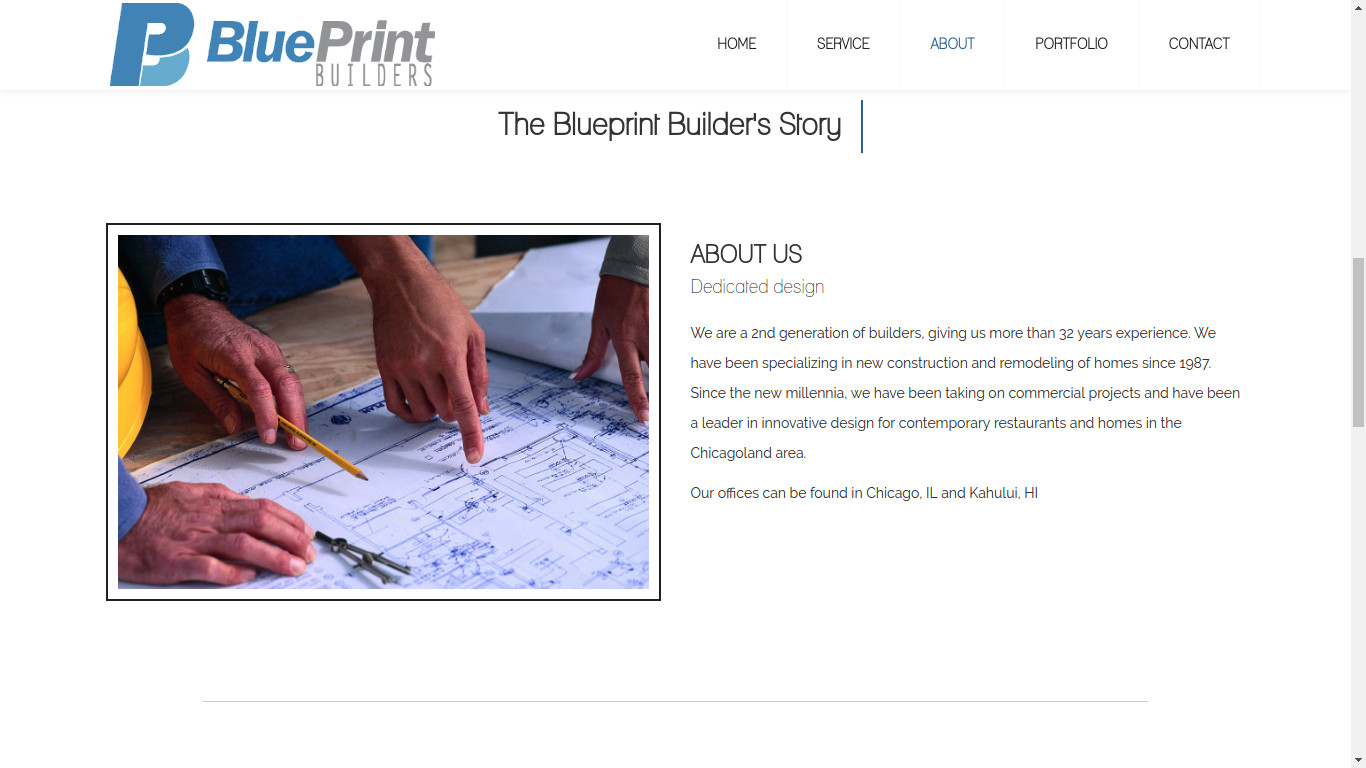 BluePrint
BUILDERS
HOME SERVICE ABOUT PORTFOLIO CONTACT
The Blueprint Builder's Story
ABOUT US
Dedicated design
We are a 2nd generation of builders, giving us more than 32 years experience. We
have been specializing in new construction and remodeling of homes since 1987.
Since the new millennia, we have been taking on commercial projects and have been
a leader in innovative design for contemporary restaurants and homes in the
Chicagoland area.
Our offices can be found in Chicago, IL and Kahului, HI